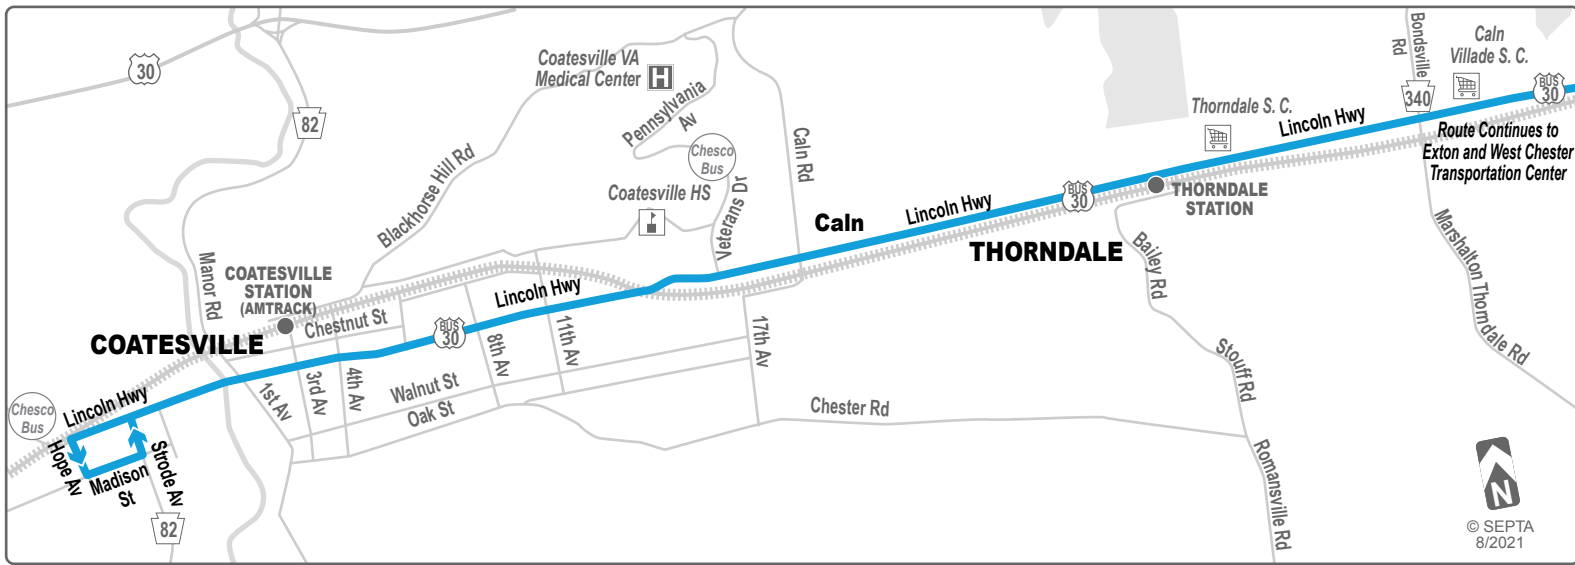 30
82
Coatesville VA
Medical Center
H
Pennsylvania
Av
Chesco
Bus
Blackhorse Hill Rd
Coatesville HS
Veterans Dr
Caln Rd
Caln
Lincoln Hwy
BUS
30
THORNDALE
THORNDALE
STATION
Thorndale S. C.
Lincoln Hwy
Bondsville
Rd
340
Caln
Villade S. C.
BUS
30
Route Continues to
Exton and West Chester
Transportation Center
Manor Rd
COATESVILLE
STATION
(AMTRACK)
COATESVILLE
Chestnut St
BUS
30
Lincoln Hwy
1st Av
3rd Av
4th Av
8th Av
11th Av
17th Av
Walnut St
Oak St
Chester Rd
Bailey Rd
Stouff Rd
Romansville Rd
Marshalton Thorndale Rd
Chesco
Bus
Lincoln Hwy
Hope Av
Madison
St
Strode Av
82
N
© SEPTA
8/2021